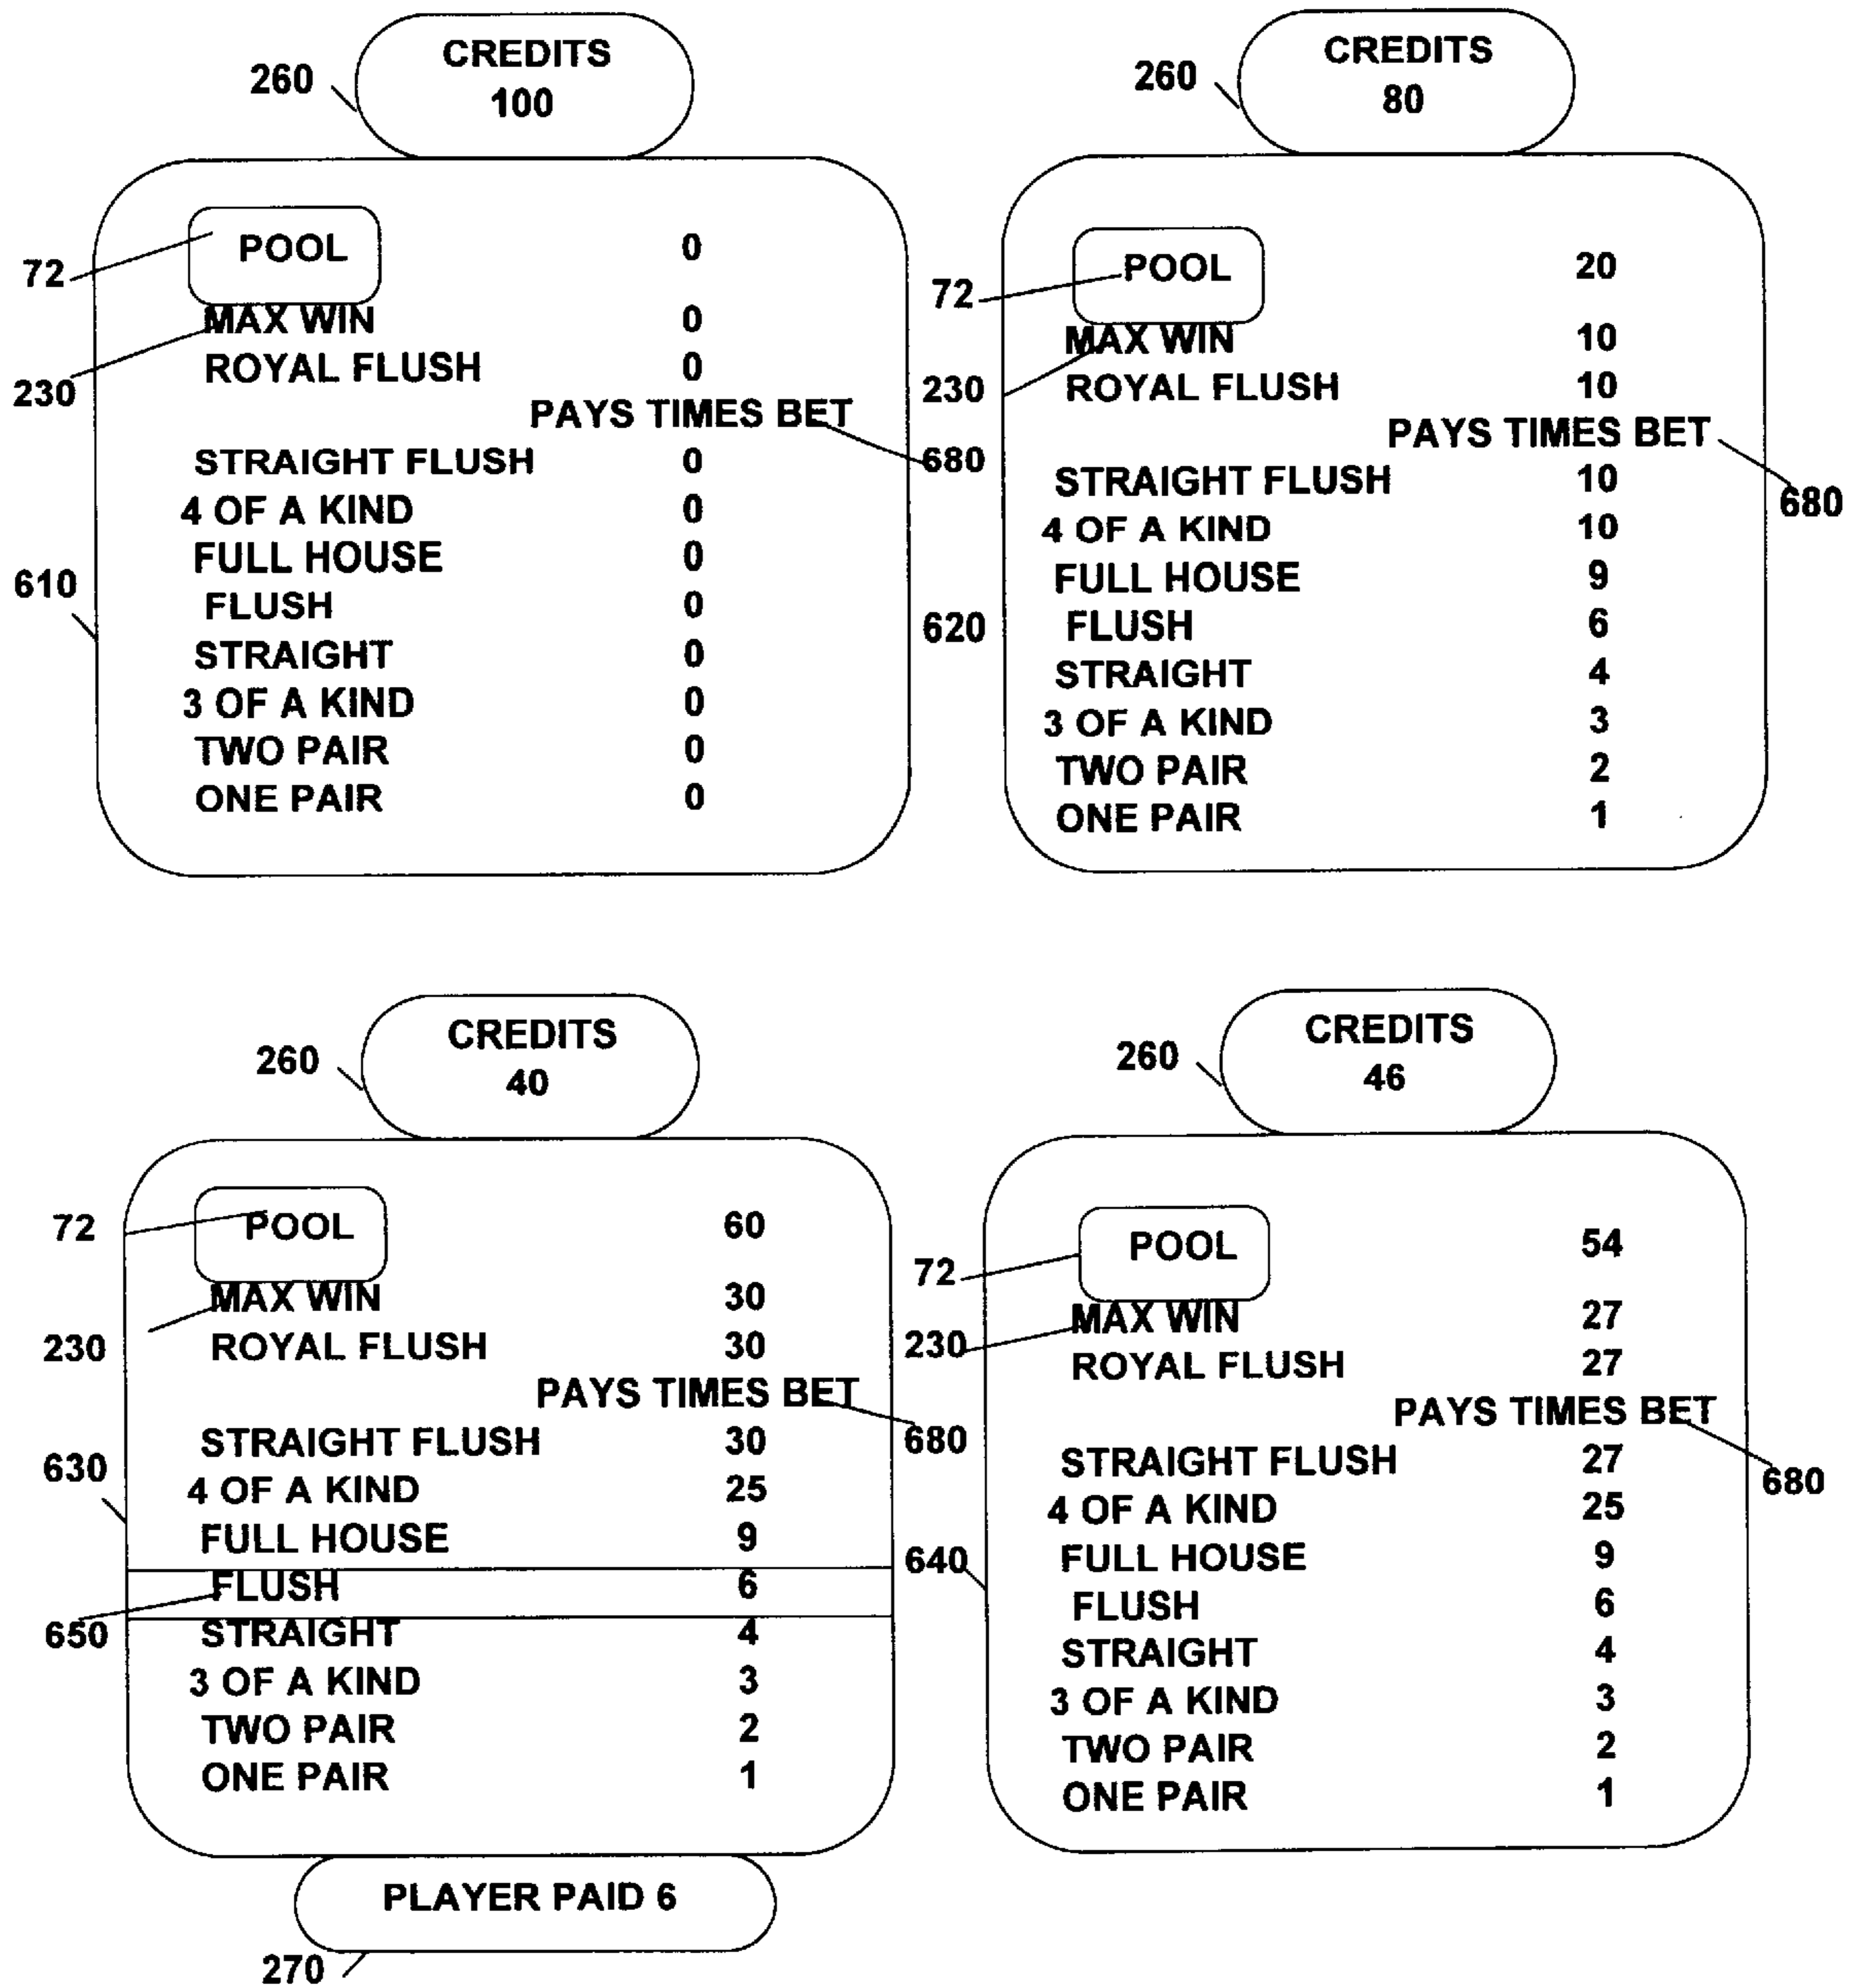 CREDITS
100
260
POOL 0
72
MAX WIN 0
ROYAL FLUSH 0
230
PAYS TIMES BET
680
STRAIGHT FLUSH 0
4 OF A KIND 0
FULL HOUSE 0
610
FLUSH 0
STRAIGHT 0
3 OF A KIND 0
TWO PAIR 0
ONE PAIR 0
CREDITS
80
260
POOL 20
72
MAX WIN 10
ROYAL FLUSH 10
230
PAYS TIMES BET
STRAIGHT FLUSH 10
680
4 OF A KIND 10
FULL HOUSE 9
FLUSH 6
620
STRAIGHT 4
3 OF A KIND 3
TWO PAIR 2
ONE PAIR 1
CREDITS
40
260
72
POOL 60
MAX WIN 30
230
ROYAL FLUSH 30
PAYS TIMES BET
680
STRAIGHT FLUSH 30
630
4 OF A KIND 25
FULL HOUSE 9
FLUSH 6
650
STRAIGHT 4
3 OF A KIND 3
TWO PAIR 2
ONE PAIR 1
PLAYER PAID 6
270
CREDITS
46
260
POOL 54
72
MAX WIN 27
230
ROYAL FLUSH 27
PAYS TIMES BET
STRAIGHT FLUSH 27
680
4 OF A KIND 25
FULL HOUSE 9
640
FLUSH 6
STRAIGHT 4
3 OF A KIND 3
TWO PAIR 2
ONE PAIR 1